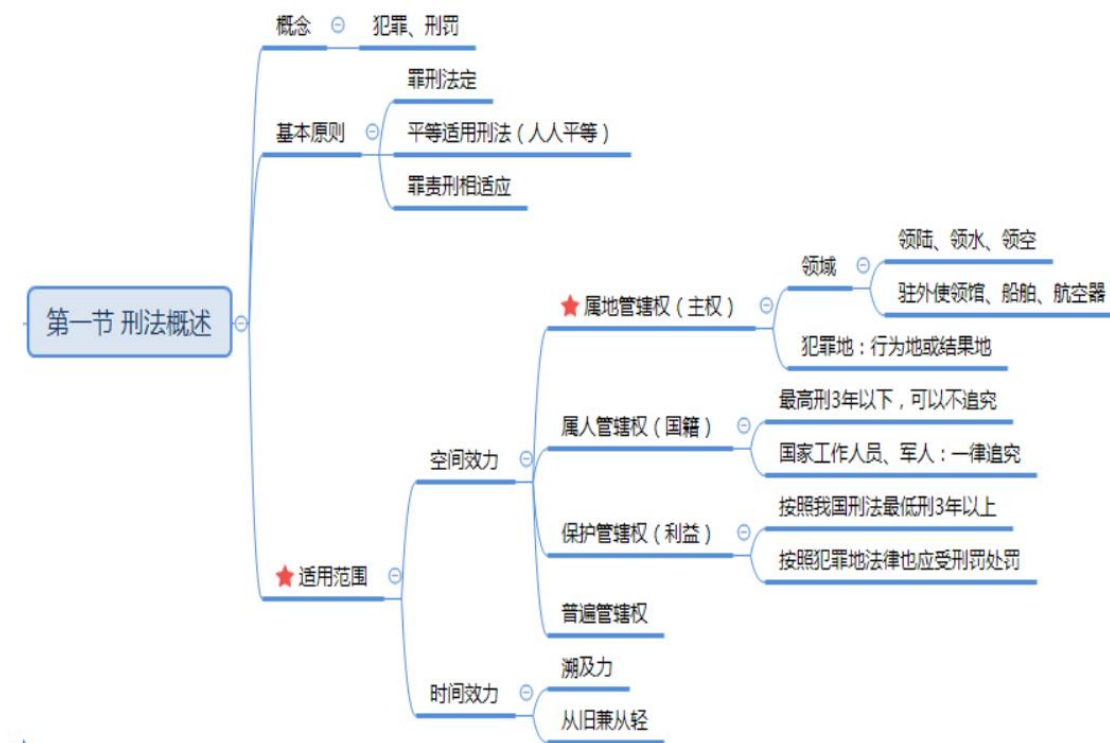 第一节 刑法概述
概念
犯罪、刑罚
基本原则
罪刑法定
平等适用刑法（人人平等）
罪责刑相适应
适用范围
空间效力
属地管辖权（主权）
领域
领陆、领水、领空
驻外使领馆、船舶、航空器
犯罪地：行为地或结果地
属人管辖权（国籍）
最高刑3年以下，可以不追究
国家工作人员、军人：一律追究
保护管辖权（利益）
按照我国刑法最低刑3年以上
按照犯罪地法律也应受刑罚处罚
普遍管辖权
时间效力
溯及力
从旧兼从轻